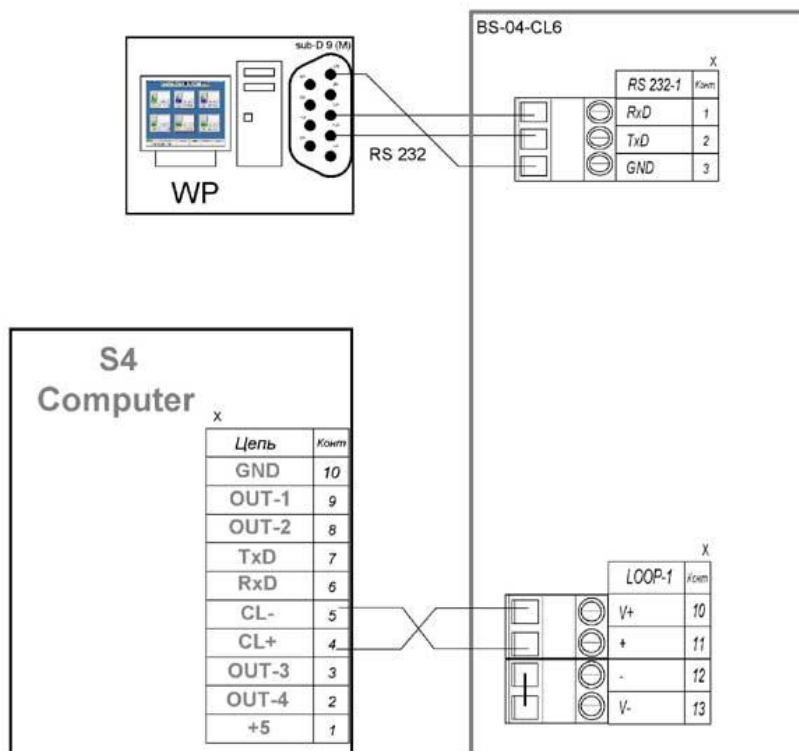 BS-04-CL6
sub-D 9 (M)
WP
RS 232
X
RS 232-1 Конт
RxD 1
TxD 2
GND 3
S4
Computer
X
Цепь Конт
GND 10
OUT-1 9
OUT-2 8
TxD 7
RxD 6
CL- 5
CL+ 4
OUT-3 3
OUT-4 2
+5 1
X
LOOP-1 Конт
V+ 10
+ 11
- 12
V- 13